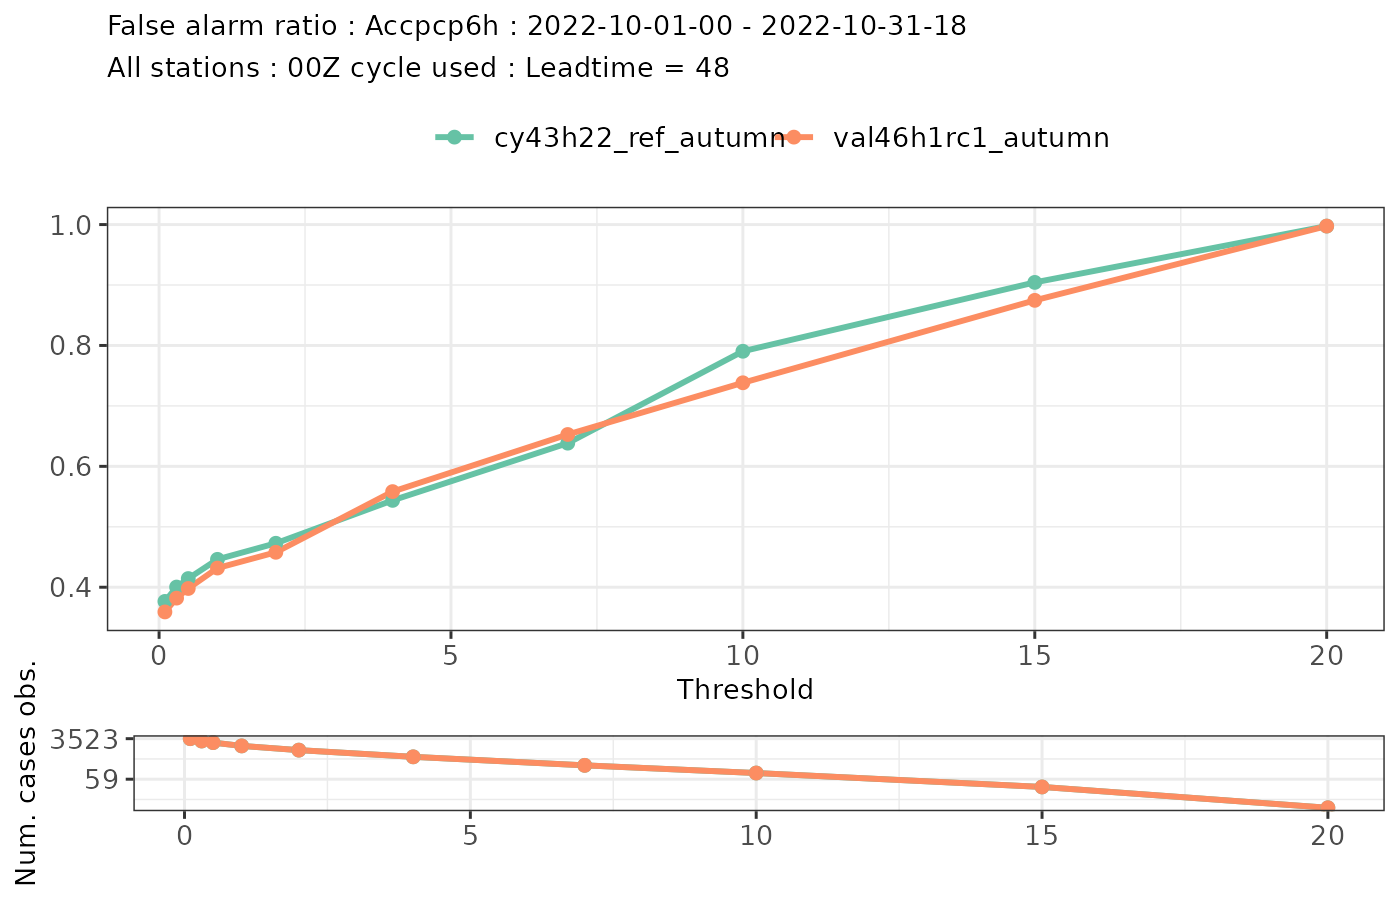 False alarm ratio : Accpcp6h : 2022-10-01-00 - 2022-10-31-18
All stations : 00Z cycle used : Leadtime = 48
cy43h22_ref_autumn val46h1rc1_autumn
1.0
0.8
0.6
0.4
0 5 10 15 20
Threshold
Num. cases obs.
3523
59
0 5 10 15 20